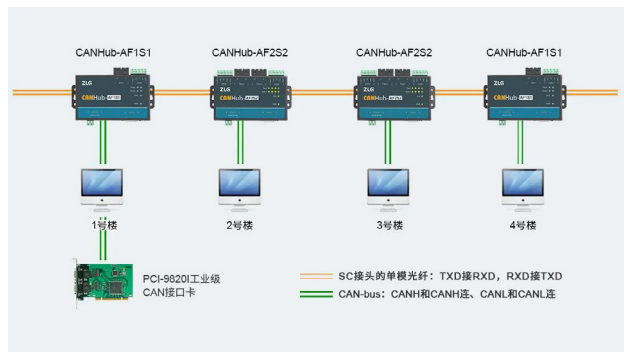 CANHub-AF1S1
CANHub-AF2S2
CANHub-AF2S2
CANHub-AF1S1
ZLG
CANHub-AF1S1
ZLG
CANHub-AF2S2
ZLG
CANHub-AF2S2
ZLG
CANHub-AF1S1
1号楼
2号楼
3号楼
4号楼
PCI-9820I工业级
CAN接口卡
SC接头的单模光纤：TXD接RXD，RXD接TXD
CAN-bus：CANH和CANH连、CANL和CANL连